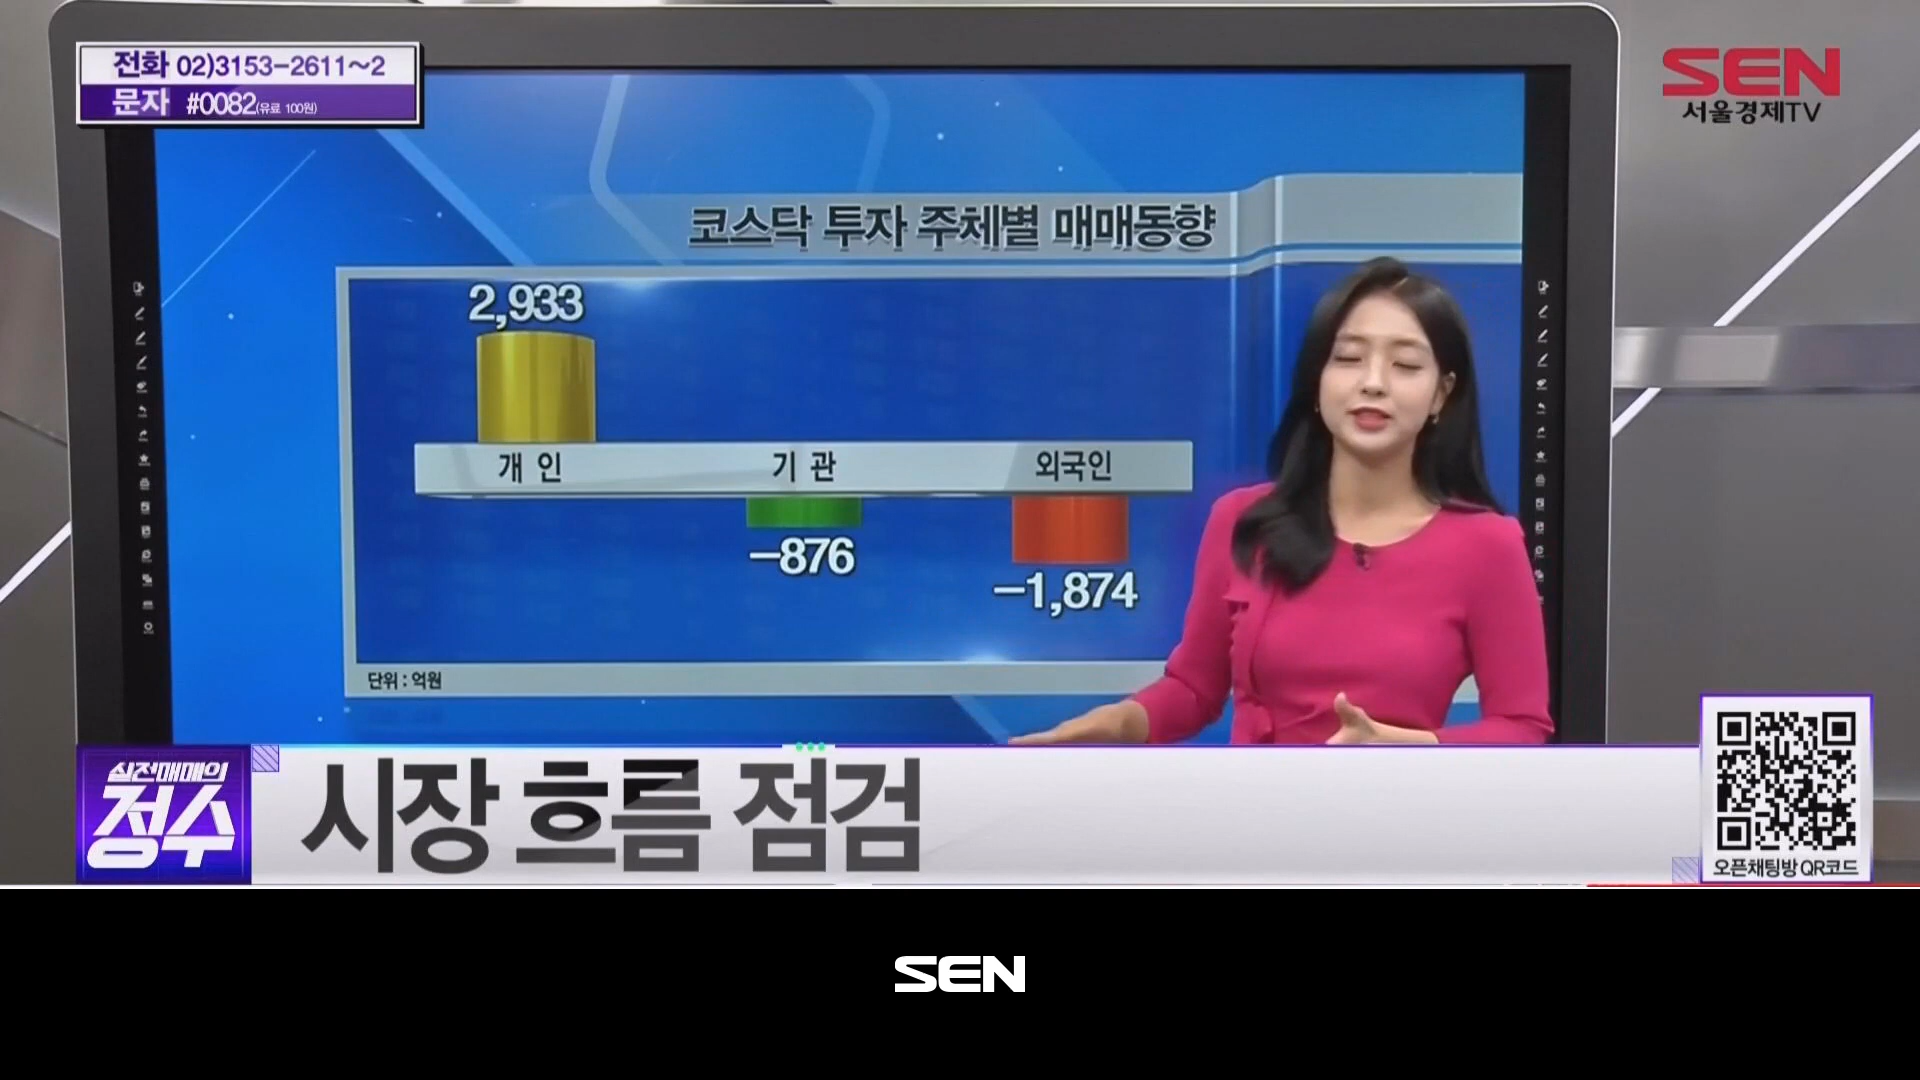 전화 02)3153-2611~2
문자 #0082(유료 100원)
SEN
서울경제TV
코스닥 투자 주체별 매매동향
2,933
개인 기관 외국인
-876
-1,874
단위 : 억원
실전매매의
정수
시장 흐름 점검
오픈채팅방 QR코드
SEN